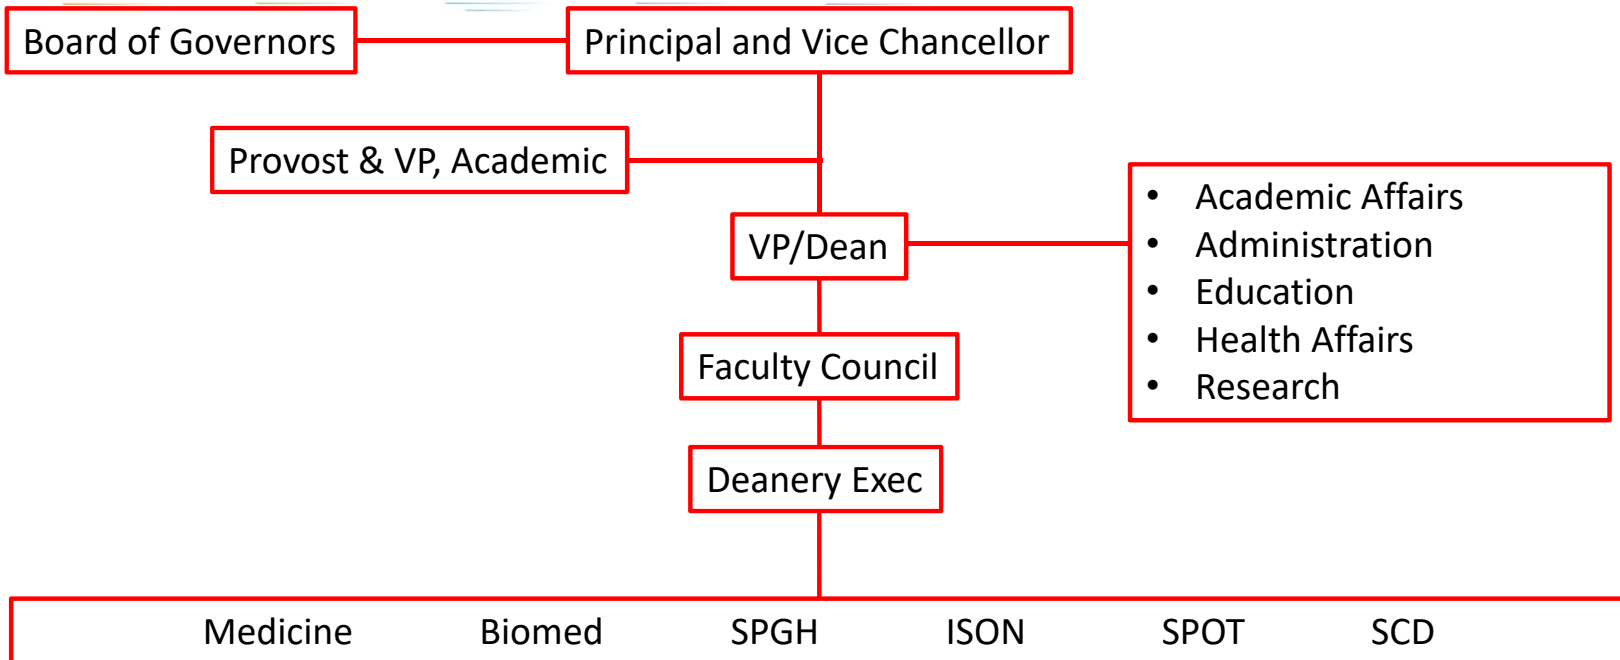 Board of Governors
Principal and Vice Chancellor
Provost & VP, Academic
VP/Dean
• Academic Affairs
• Administration
• Education
• Health Affairs
• Research
Faculty Council
Deanery Exec
Medicine Biomed SPGH ISON SPOT SCD